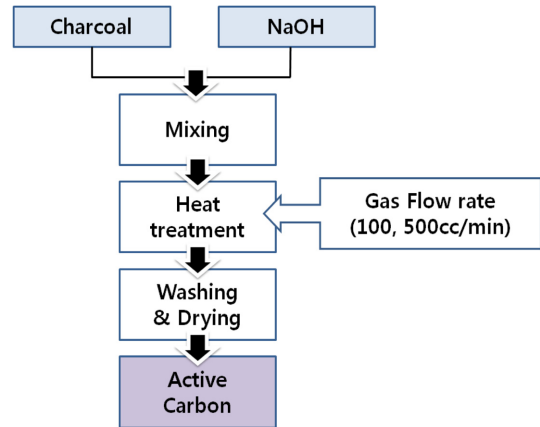 Charcoal
NaOH
Mixing
Heat
treatment
Gas Flow rate
(100, 500cc/min)
Washing
& Drying
Active
Carbon